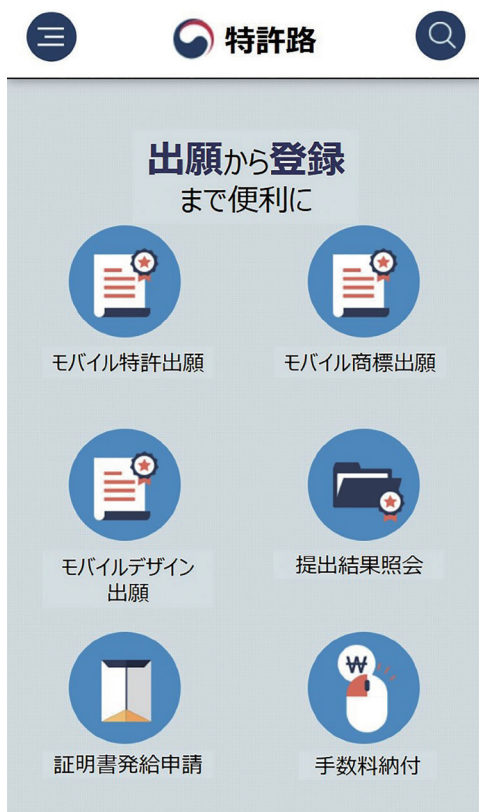 特許路
出願から登録
まで便利に
モバイル特許出願
モバイル商標出願
モバイルデザイン
出願
提出結果照会
証明書発給申請
₩
手数料納付